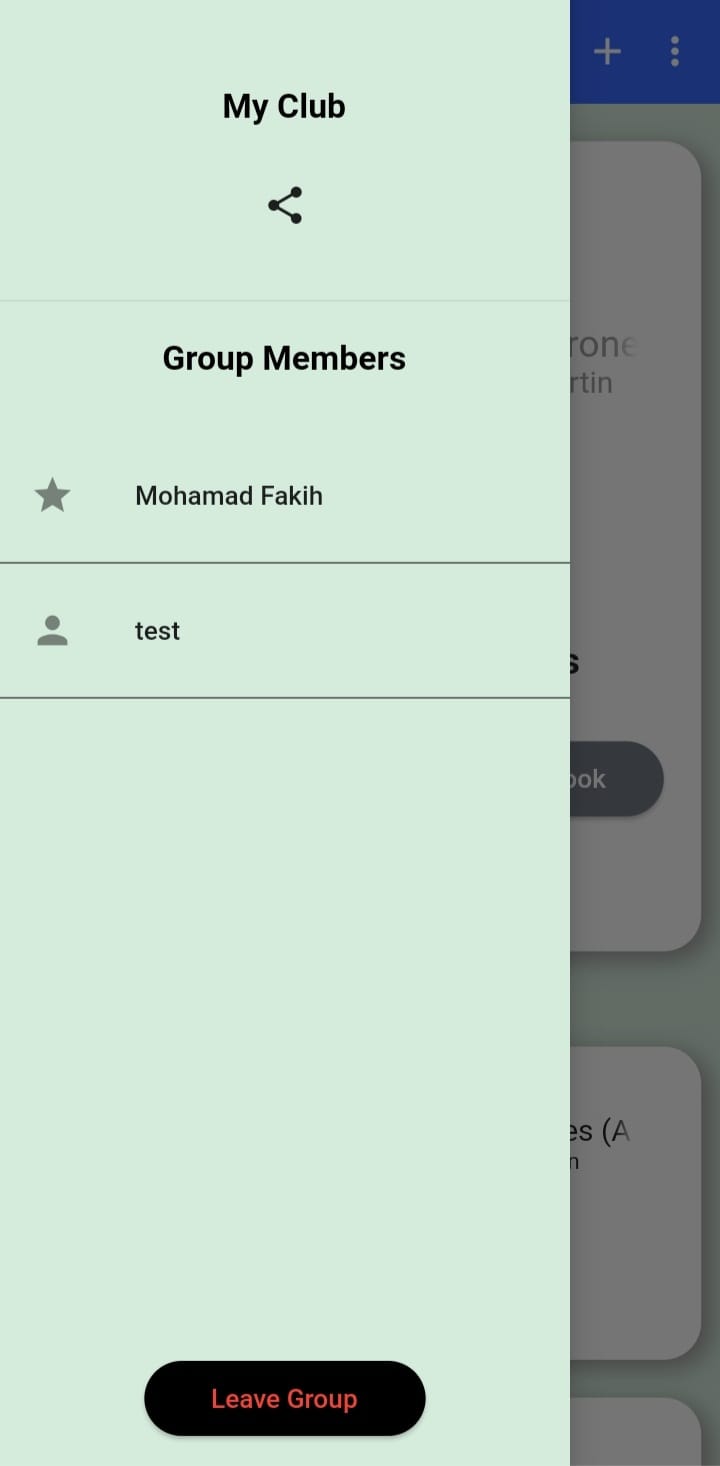 My Club
Group Members
Mohamad Fakih
test
Leave Group
rone
rtin
s
ook
es (A
n